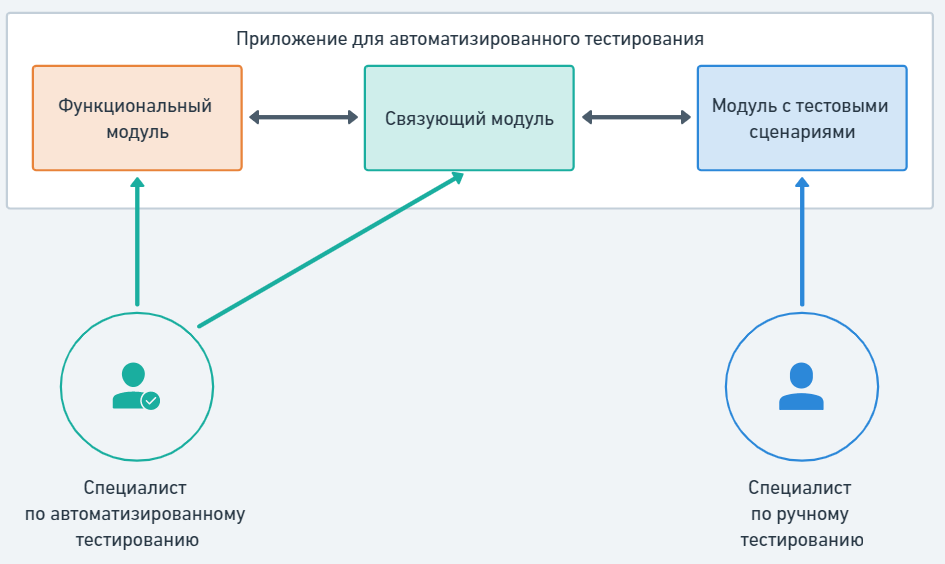 Приложение для автоматизированного тестирования
Функциональный
модуль
Связующий модуль
Модуль с тестовыми
сценариями
Специалист
по автоматизированному
тестированию
Специалист
по ручному
тестированию